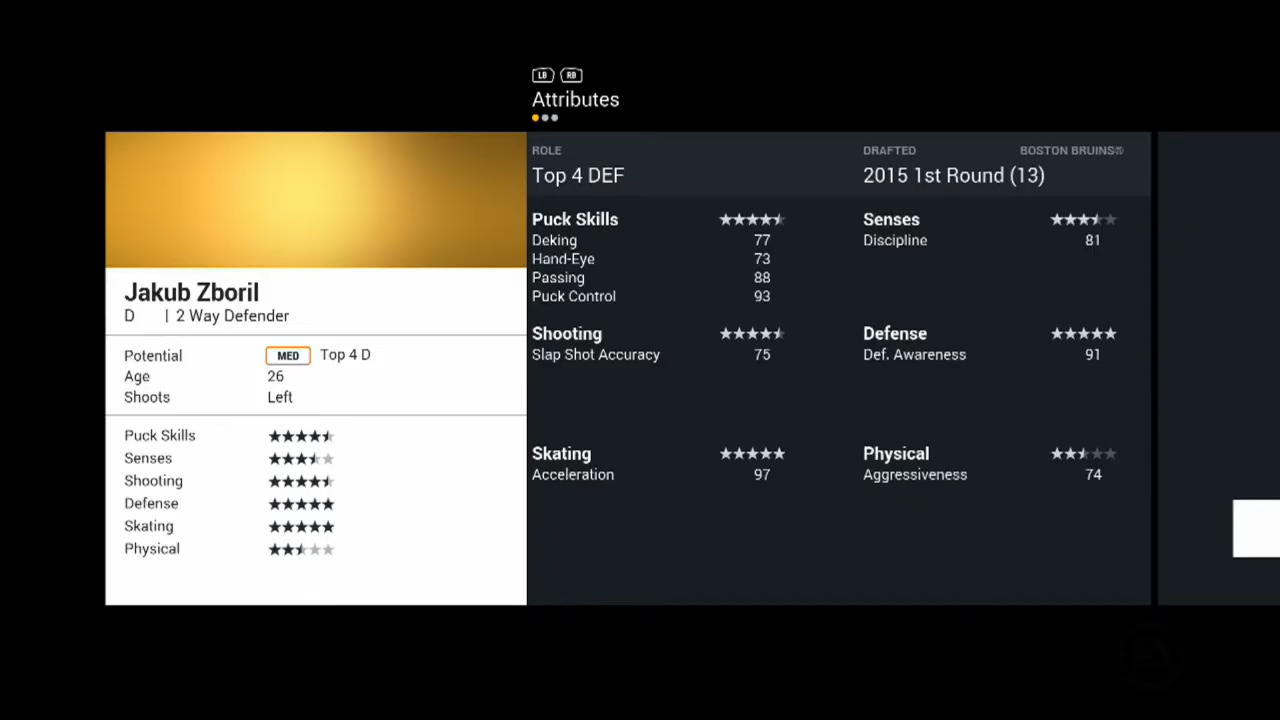 LB RB
Attributes
Jakub Zboril
D | 2 Way Defender
Potential MED Top 4 D
Age 26
Shoots Left
Puck Skills
Senses
Shooting
Defense
Skating
Physical
ROLE
Top 4 DEF
DRAFTED BOSTON BRUINS
2015 1st Round (13)
Puck Skills
Deking 77
Hand-Eye 73
Passing 88
Puck Control 93
Senses
Discipline 81
Shooting
Slap Shot Accuracy 75
Defense
Def. Awareness 91
Skating
Acceleration 97
Physical
Aggressiveness 74
EA